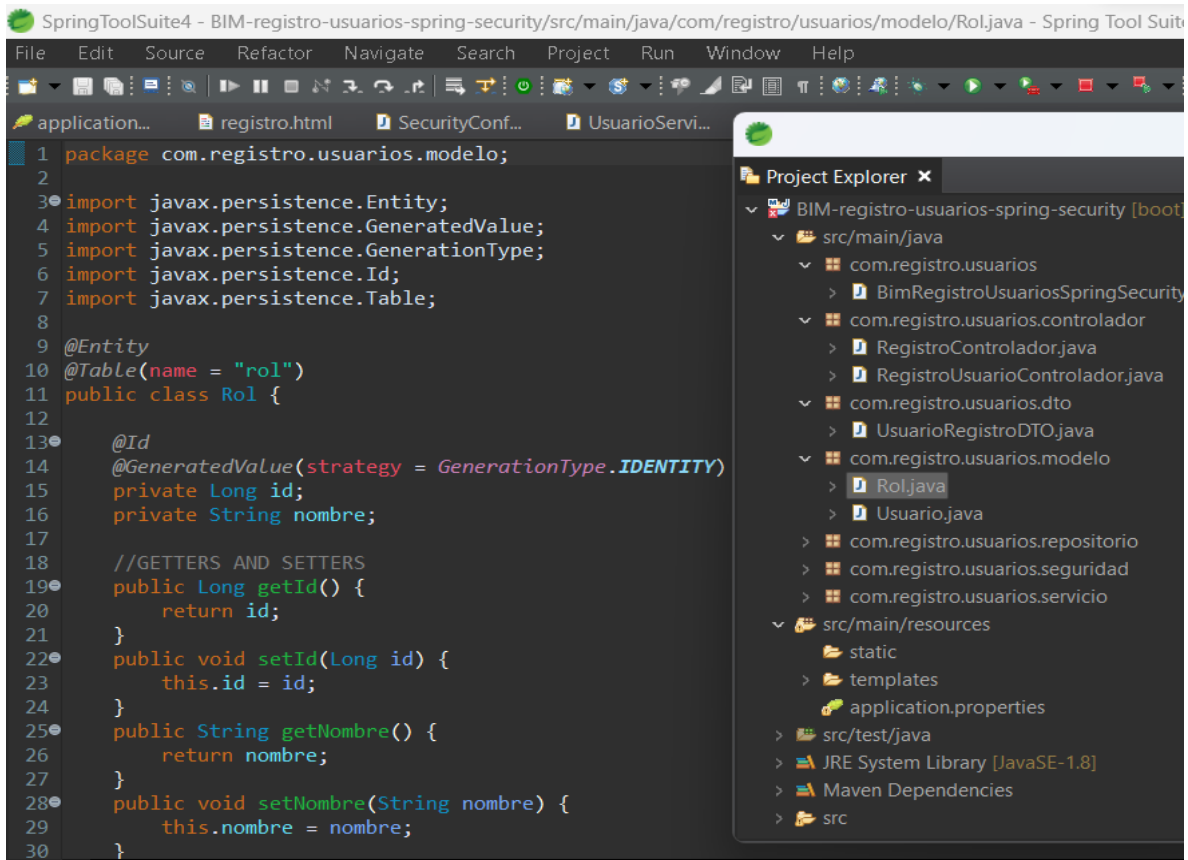 SpringToolSuite4 - BIM-registro-usuarios-spring-security/src/main/java/com/registro/usuarios/modelo/Rol.java - Spring Tool Suite
File Edit Source Refactor Navigate Search Project Run Window Help
application... registro.html SecurityConf... UsuarioServi...
1 package com.registro.usuarios.modelo;
2
3 import javax.persistence.Entity;
4 import javax.persistence.GeneratedValue;
5 import javax.persistence.GenerationType;
6 import javax.persistence.Id;
7 import javax.persistence.Table;
8
9 @Entity
10 @Table(name = "rol")
11 public class Rol {
12
13 @Id
14 @GeneratedValue(strategy = GenerationType.IDENTITY)
15 private Long id;
16 private String nombre;
17
18 //GETTERS AND SETTERS
19 public Long getId() {
20 return id;
21 }
22 public void setId(Long id) {
23 this.id = id;
24 }
25 public String getNombre() {
26 return nombre;
27 }
28 public void setNombre(String nombre) {
29 this.nombre = nombre;
30 }
Project Explorer
BIM-registro-usuarios-spring-security [boot]
src/main/java
com.registro.usuarios
BimRegistroUsuariosSpringSecurity
com.registro.usuarios.controlador
RegistroControlador.java
RegistroUsuarioControlador.java
com.registro.usuarios.dto
UsuarioRegistroDTO.java
com.registro.usuarios.modelo
Rol.java
Usuario.java
com.registro.usuarios.repositorio
com.registro.usuarios.seguridad
com.registro.usuarios.servicio
src/main/resources
static
templates
application.properties
src/test/java
JRE System Library [JavaSE-1.8]
Maven Dependencies
src